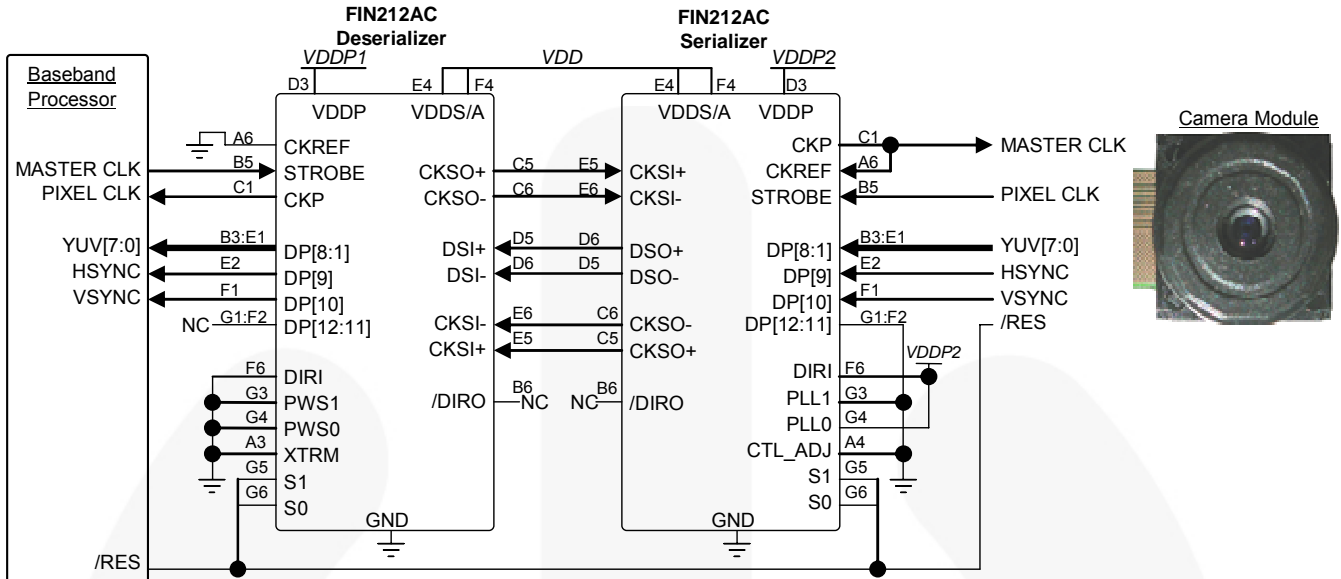 FIN212AC
Deserializer
FIN212AC
Serializer
VDDP1
VDD
VDDP2
D3
E4
F4
E4
F4
D3
Baseband
Processor
VDDP
VDDS/A
VDDS/A
VDDP
Camera Module
A6
CKREF
CKP
C1
MASTER CLK
MASTER CLK
B5
STROBE
CKSO+
C5
E5
CKSI+
CKREF
A6
PIXEL CLK
C1
CKP
CKSO-
C6
E6
CKSI-
STROBE
B5
PIXEL CLK
YUV[7:0]
B3:E1
DP[8:1]
DSI+
D5
D6
DSO+
DP[8:1]
B3:E1
YUV[7:0]
HSYNC
E2
DP[9]
DSI-
D6
D5
DSO-
DP[9]
E2
HSYNC
VSYNC
F1
DP[10]
DP[10]
F1
VSYNC
NC
G1:F2
DP[12:11]
CKSI-
E6
C6
CKSO-
DP[12:11]
G1:F2
/RES
CKSI+
E5
C5
CKSO+
VDDP2
F6
DIRI
DIRI
F6
G3
PWS1
/DIRO
B6
NC
NC
B6
/DIRO
PLL1
G3
G4
PWS0
PLL0
G4
A3
XTRM
CTL_ADJ
A4
G5
S1
S1
G5
G6
S0
S0
G6
GND
GND
/RES